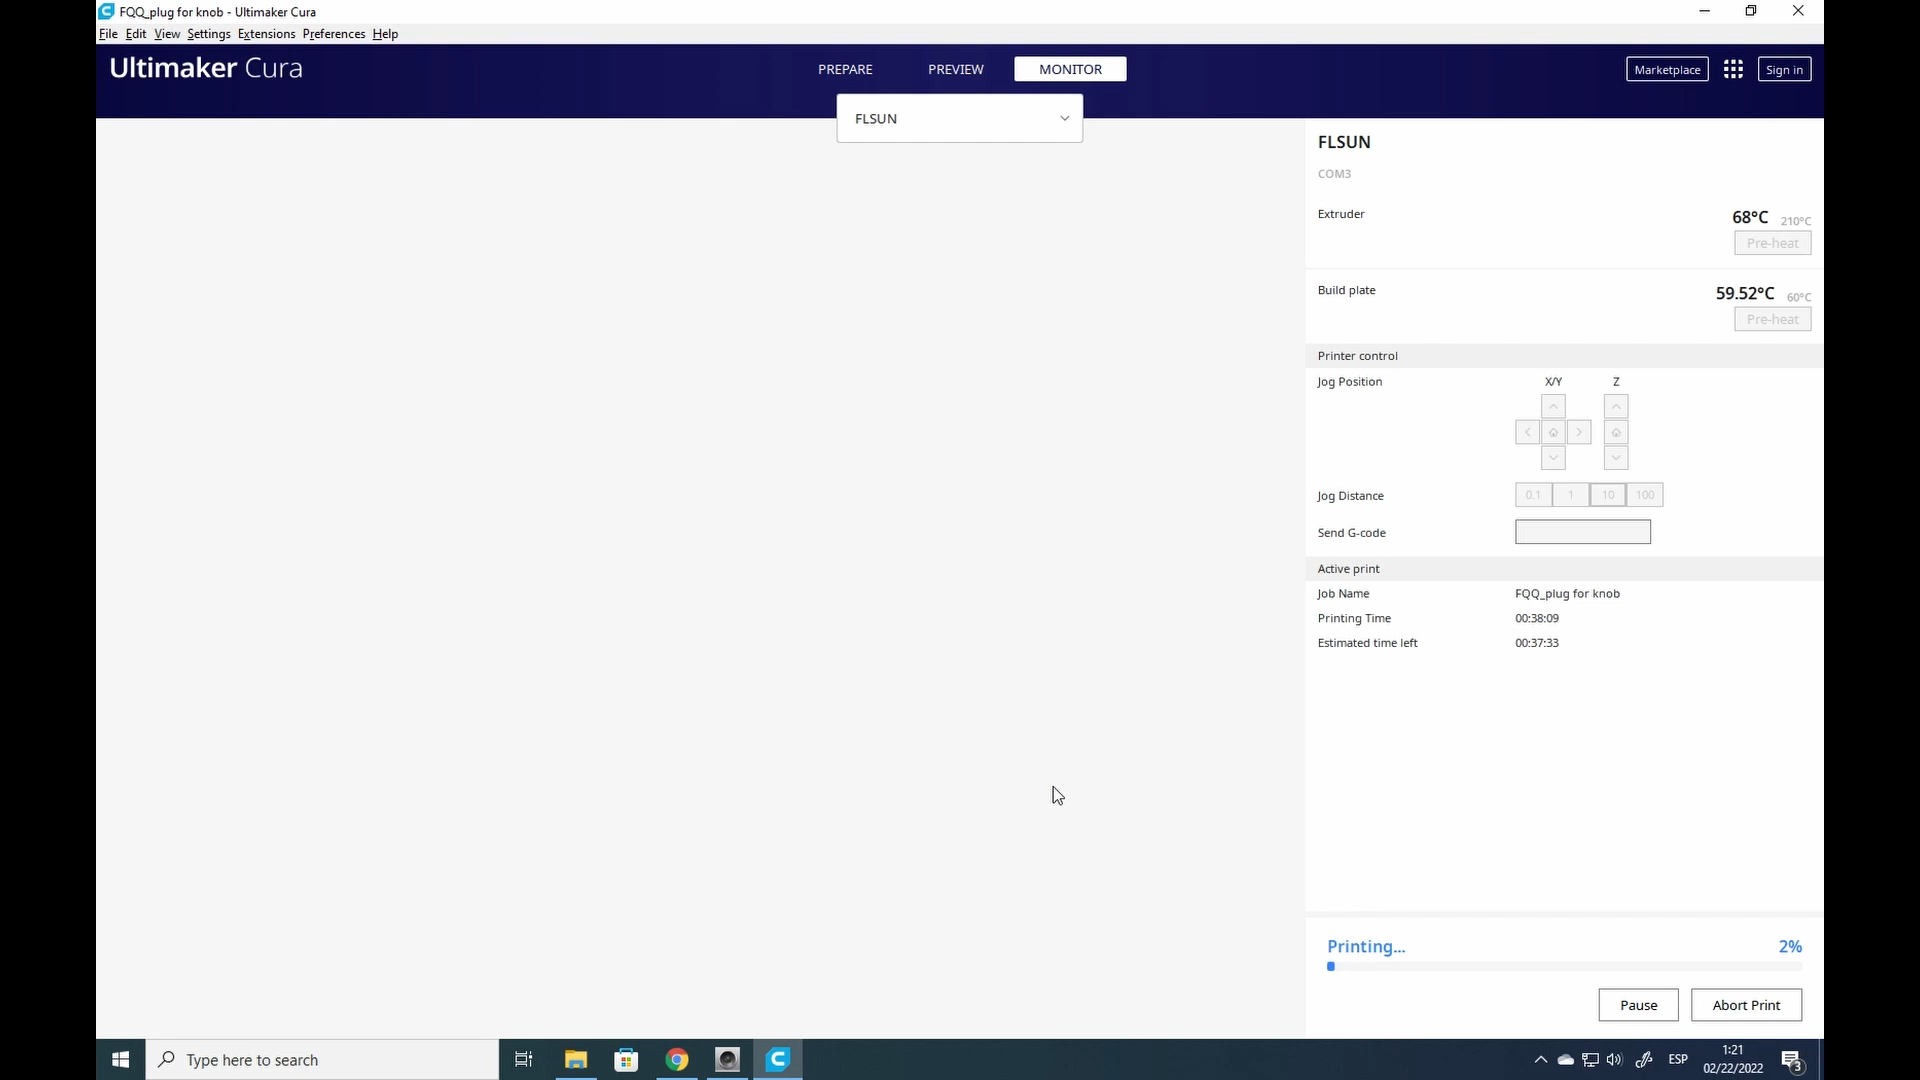 FQQ_plug for knob - Ultimaker Cura
File Edit View Settings Extensions Preferences Help
Ultimaker Cura
PREPARE PREVIEW MONITOR
Marketplace Sign in
FLSUN
FLSUN
COM3
Extruder 68°C 210°C
Pre-heat
Build plate 59.52°C 60°C
Pre-heat
Printer control
Jog Position X/Y Z
Jog Distance 0.1 1 10 100
Send G-code
Active print
Job Name FQQ_plug for knob
Printing Time 00:38:09
Estimated time left 00:37:33
Printing... 2%
Pause Abort Print
Type here to search
ESP
1:21
02/22/2022
3